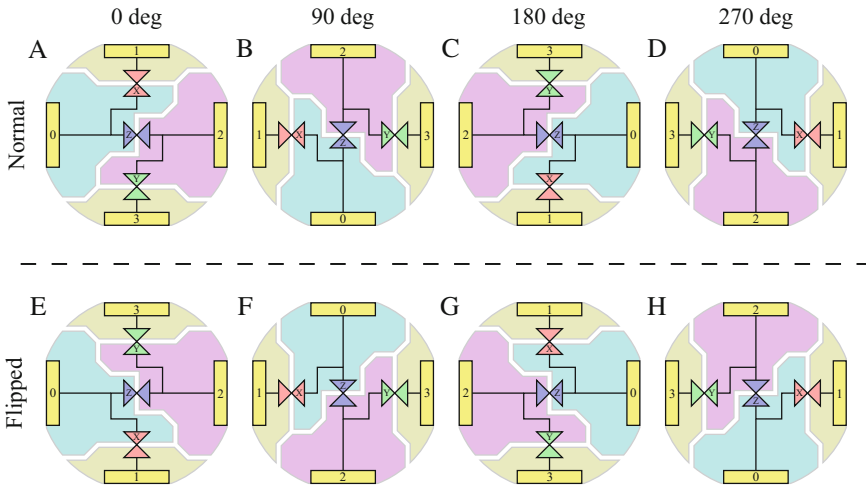 0 deg 90 deg 180 deg 270 deg
Normal
A B C D
1 2 3 0
X Y
0 Z 2 1 X Z Y 3 2 Z 0 3 Y Z X 1
Y X
3 0 1 2
Flipped
E F G H
3 0 1 2
Y X
0 Z 2 1 X Z Y 3 2 Z 0 3 Y Z X 1
X Y
1 2 3 0